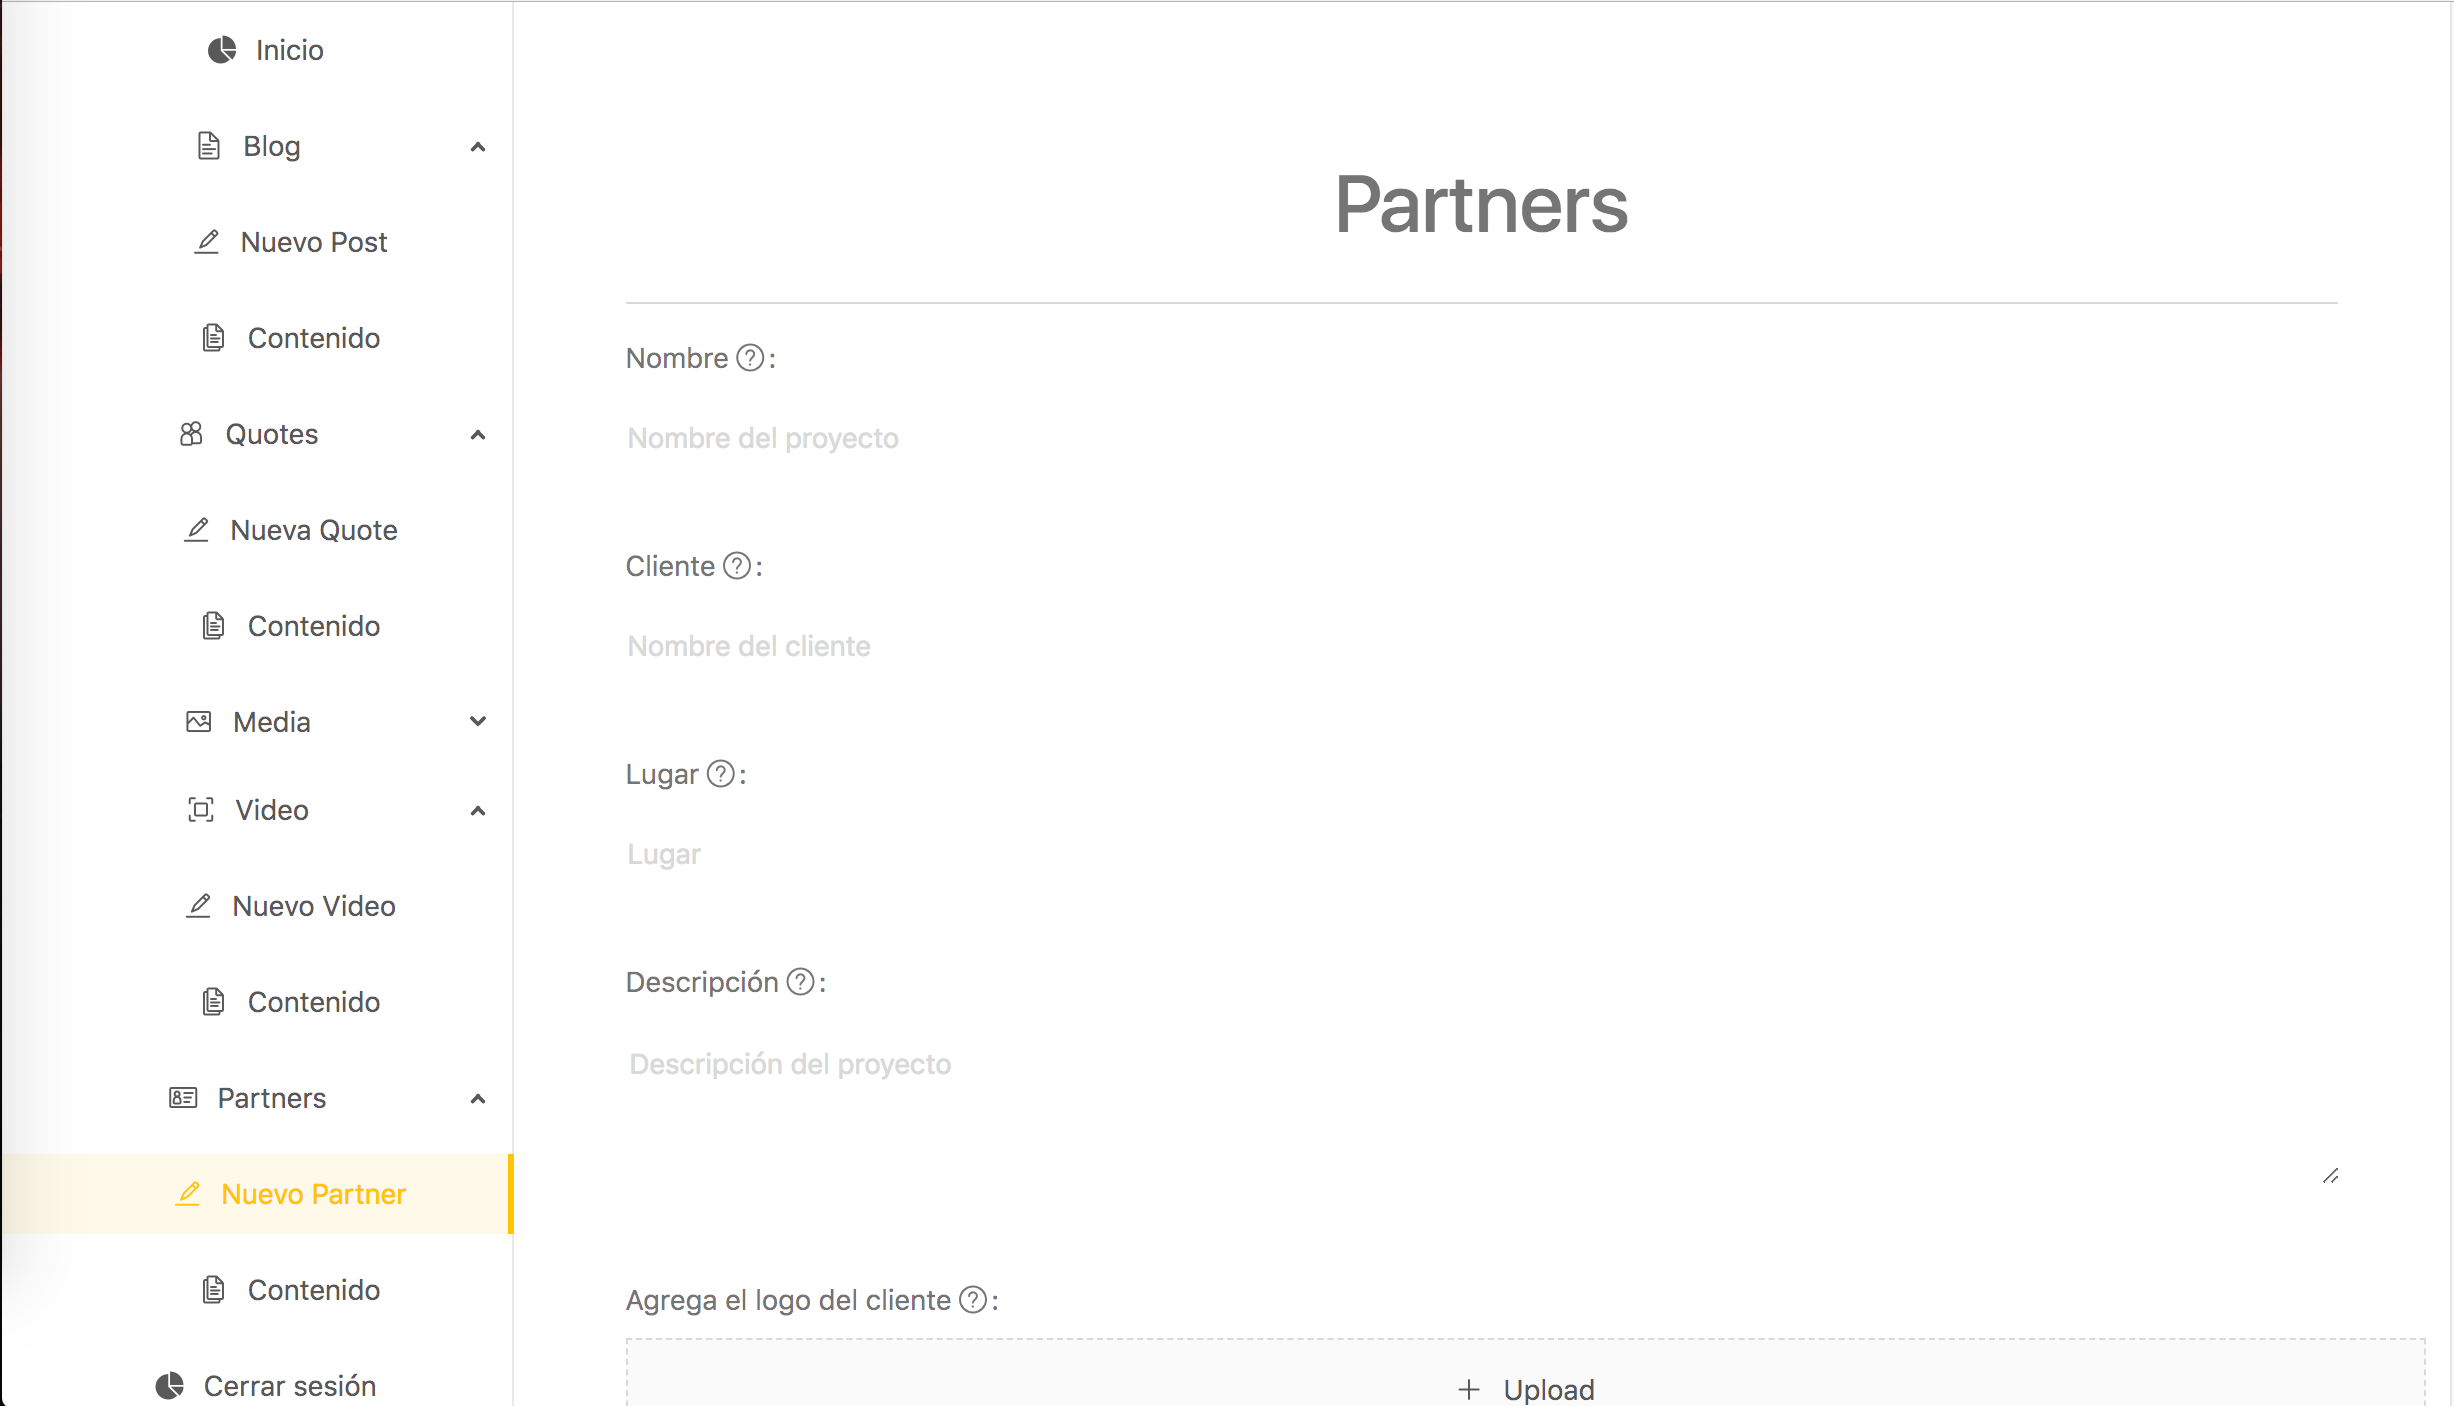 Inicio
Blog
Nuevo Post
Contenido
Quotes
Nueva Quote
Contenido
Media
Video
Nuevo Video
Contenido
Partners
Nuevo Partner
Contenido
Cerrar sesión
Partners
Nombre ? :
Nombre del proyecto
Cliente ? :
Nombre del cliente
Lugar ? :
Lugar
Descripción ? :
Descripción del proyecto
Agrega el logo del cliente ? :
+ Upload